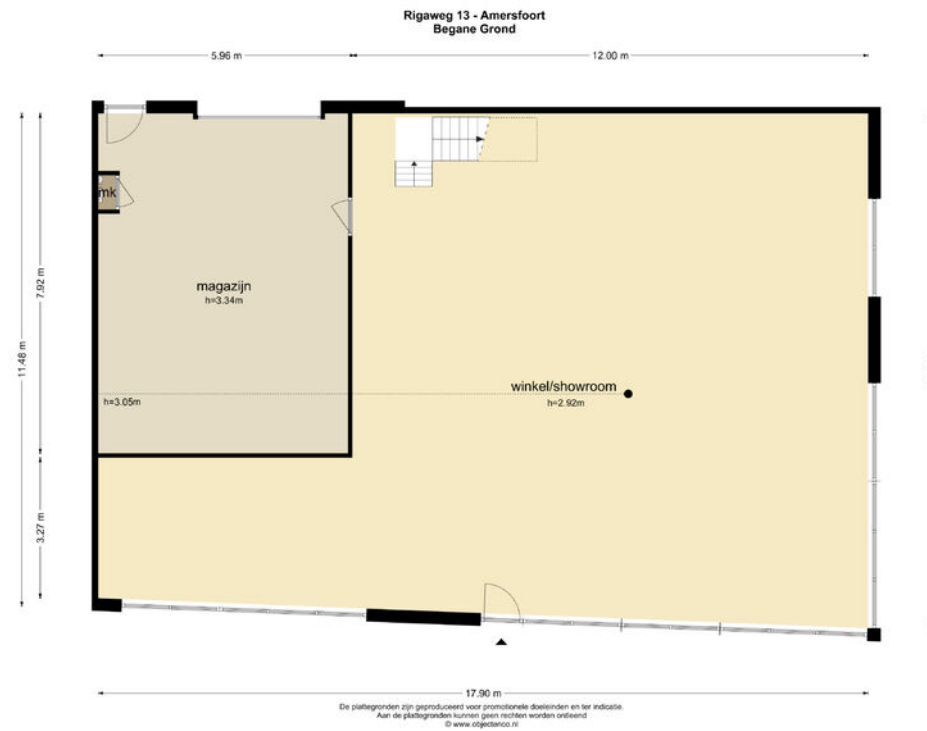 Rigaweg 13 - Amersfoort
Begane Grond
5.96 m
12.00 m
mk
magazijn
h=3.34m
7.92 m
11.48 m
winkel/showroom
h=2.92m
h=3.05m
3.27 m
17.90 m
De plattegronden zijn geproduceerd voor promotionele doeleinden en ter indicatie.
Aan de plattegronden kunnen geen rechten worden ontleend
© www.objectenco.nl